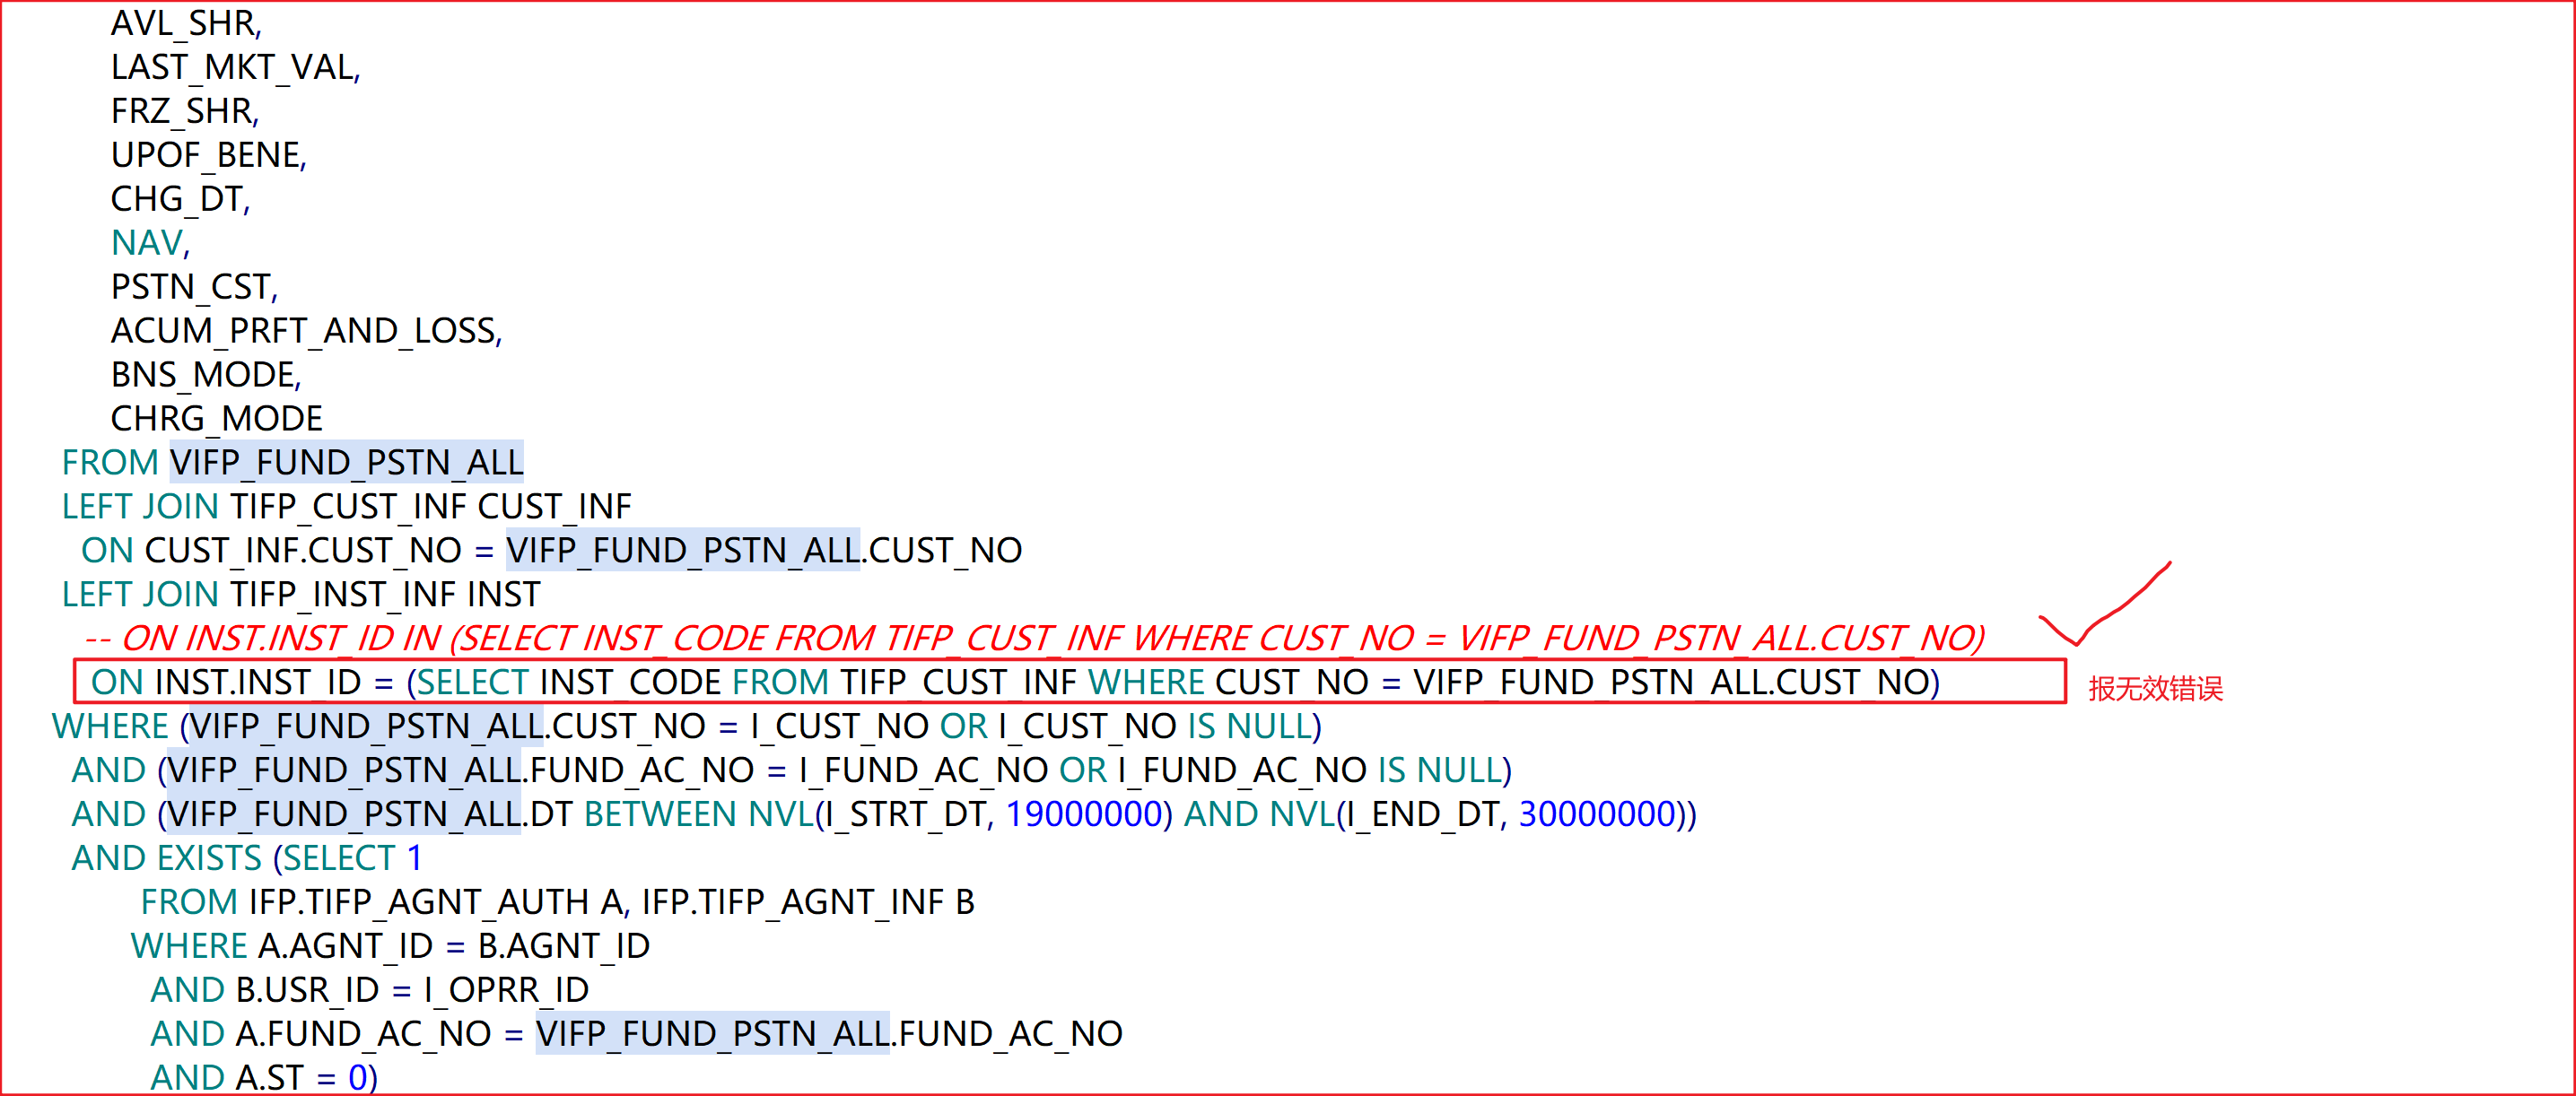 AVL_SHR,
LAST_MKT_VAL,
FRZ_SHR,
UPOF_BENE,
CHG_DT,
NAV,
PSTN_CST,
ACUM_PRFT_AND_LOSS,
BNS_MODE,
CHRG_MODE
FROM VIFP_FUND_PSTN_ALL
LEFT JOIN TIFP_CUST_INF CUST_INF
ON CUST_INF.CUST_NO = VIFP_FUND_PSTN_ALL.CUST_NO
LEFT JOIN TIFP_INST_INF INST
-- ON INST.INST_ID IN (SELECT INST_CODE FROM TIFP_CUST_INF WHERE CUST_NO = VIFP_FUND_PSTN_ALL.CUST_NO)
ON INST.INST_ID = (SELECT INST_CODE FROM TIFP_CUST_INF WHERE CUST_NO = VIFP_FUND_PSTN_ALL.CUST_NO)
报无效错误
WHERE (VIFP_FUND_PSTN_ALL.CUST_NO = I_CUST_NO OR I_CUST_NO IS NULL)
AND (VIFP_FUND_PSTN_ALL.FUND_AC_NO = I_FUND_AC_NO OR I_FUND_AC_NO IS NULL)
AND (VIFP_FUND_PSTN_ALL.DT BETWEEN NVL(I_STRT_DT, 19000000) AND NVL(I_END_DT, 30000000))
AND EXISTS (SELECT 1
FROM IFP.TIFP_AGNT_AUTH A, IFP.TIFP_AGNT_INF B
WHERE A.AGNT_ID = B.AGNT_ID
AND B.USR_ID = I_OPRR_ID
AND A.FUND_AC_NO = VIFP_FUND_PSTN_ALL.FUND_AC_NO
AND A.ST = 0)